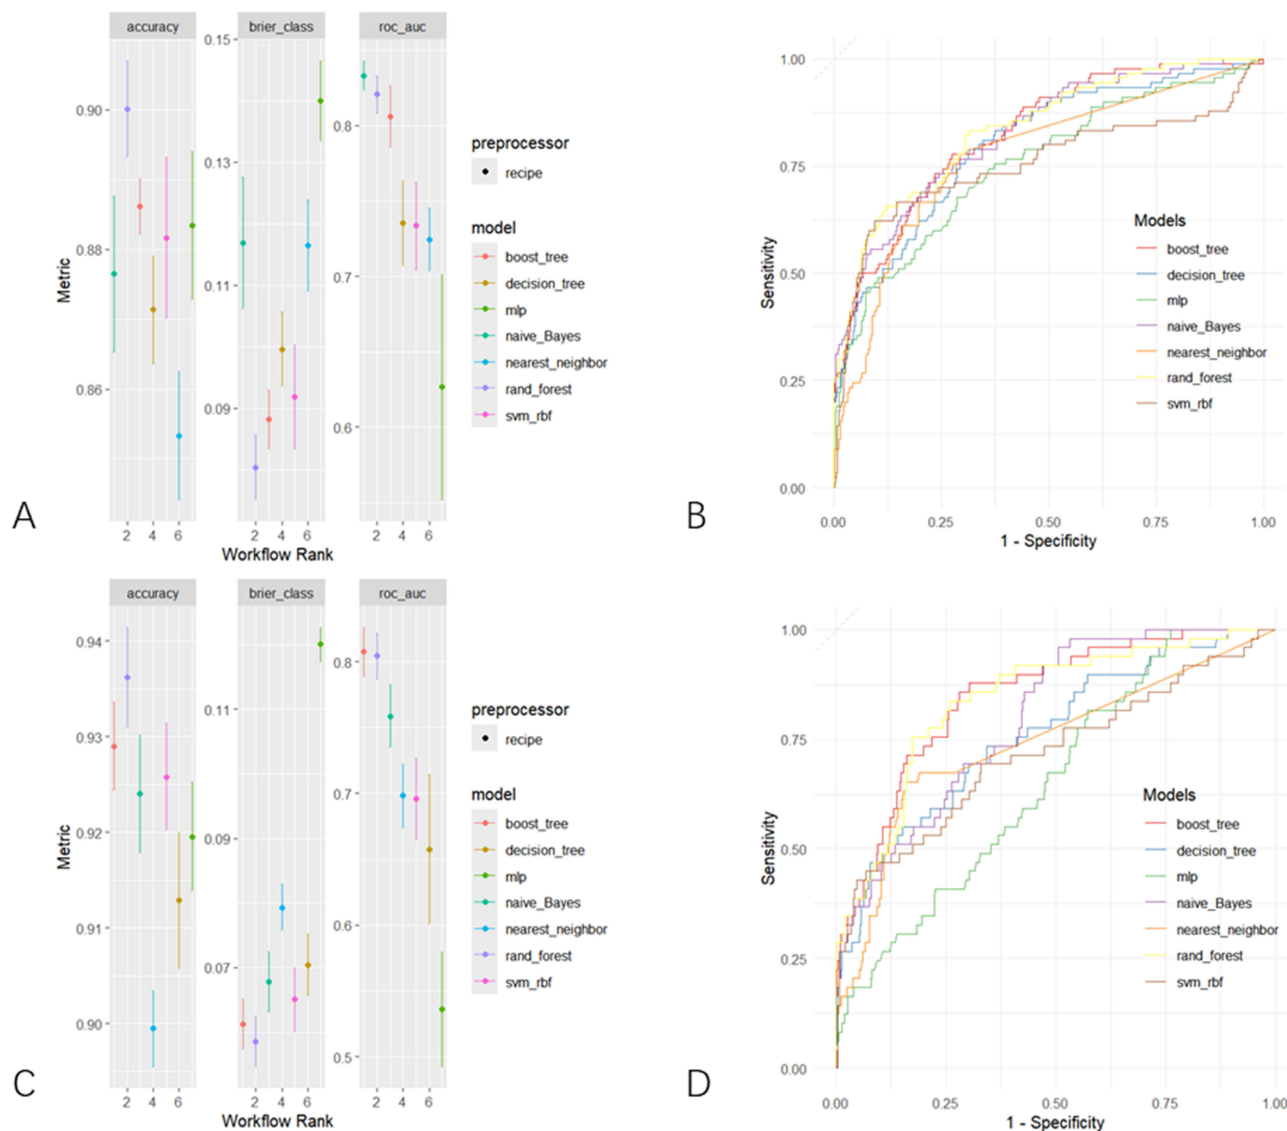 accuracy brier_class roc_auc
0.15
0.90
0.88
0.86
0.13
0.11
0.09
0.8
0.7
0.6
Metric
2 4 6 2 4 6 2 4 6
Workflow Rank
preprocessor
recipe
model
boost_tree
decision_tree
mlp
naive_Bayes
nearest_neighbor
rand_forest
svm_rbf
A
1.00
0.75
0.50
0.25
0.00
Sensitivity
0.00 0.25 0.50 0.75 1.00
1 - Specificity
Models
boost_tree
decision_tree
mlp
naive_Bayes
nearest_neighbor
rand_forest
svm_rbf
B
accuracy brier_class roc_auc
0.94
0.93
0.92
0.91
0.90
0.11
0.09
0.07
0.8
0.7
0.6
0.5
Metric
2 4 6 2 4 6 2 4 6
Workflow Rank
preprocessor
recipe
model
boost_tree
decision_tree
mlp
naive_Bayes
nearest_neighbor
rand_forest
svm_rbf
C
1.00
0.75
0.50
0.25
0.00
Sensitivity
0.00 0.25 0.50 0.75 1.00
1 - Specificity
Models
boost_tree
decision_tree
mlp
naive_Bayes
nearest_neighbor
rand_forest
svm_rbf
D